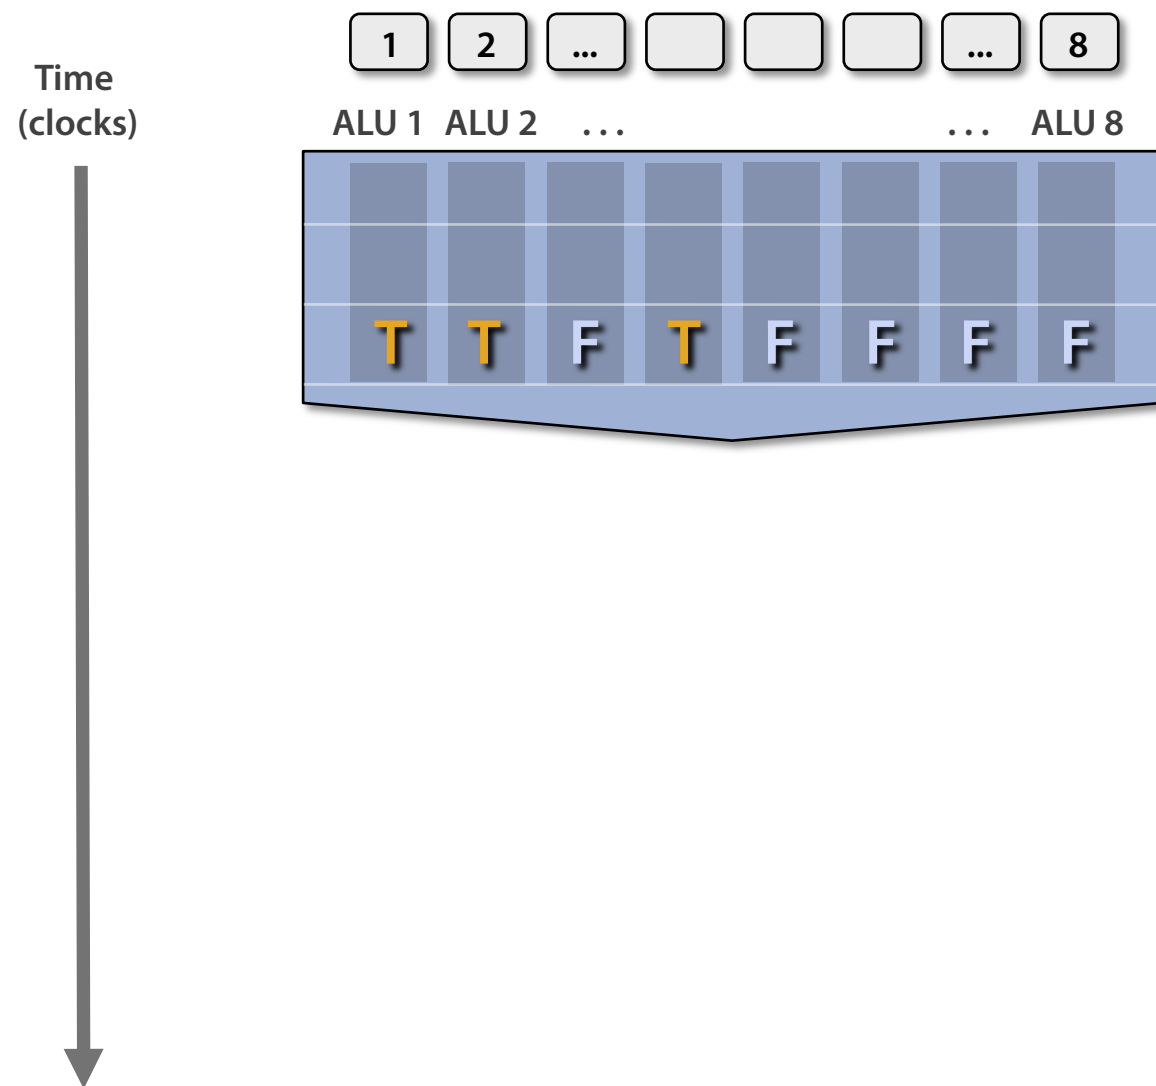 1 2 ... ... 8
Time
(clocks)
ALU 1 ALU 2 . . . . . . ALU 8
T T F T F F F F